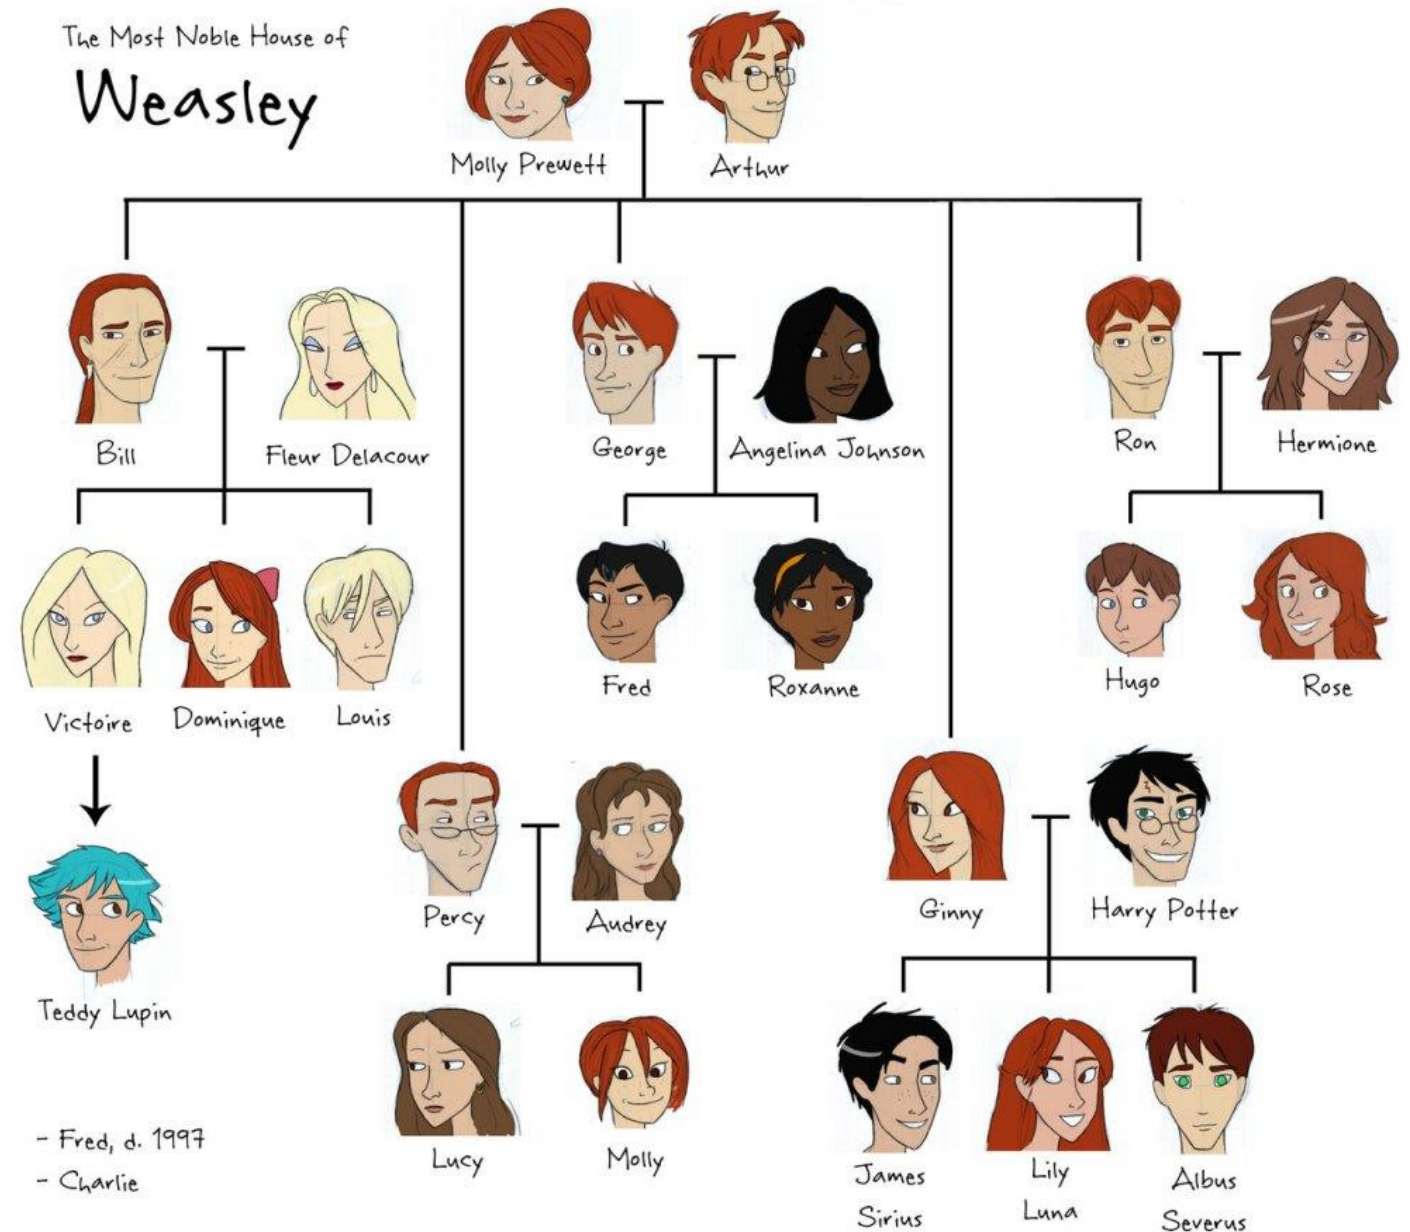 The Most Noble House of
Weasley
Molly Prewett
Arthur
Bill
Fleur Delacour
George
Angelina Johnson
Ron
Hermione
Victoire
Dominique
Louis
Fred
Roxanne
Hugo
Rose
Percy
Audrey
Ginny
Harry Potter
Teddy Lupin
Lucy
Molly
James
Sirius
Lily
Luna
Albus
Severus
- Fred, d. 1997
- Charlie